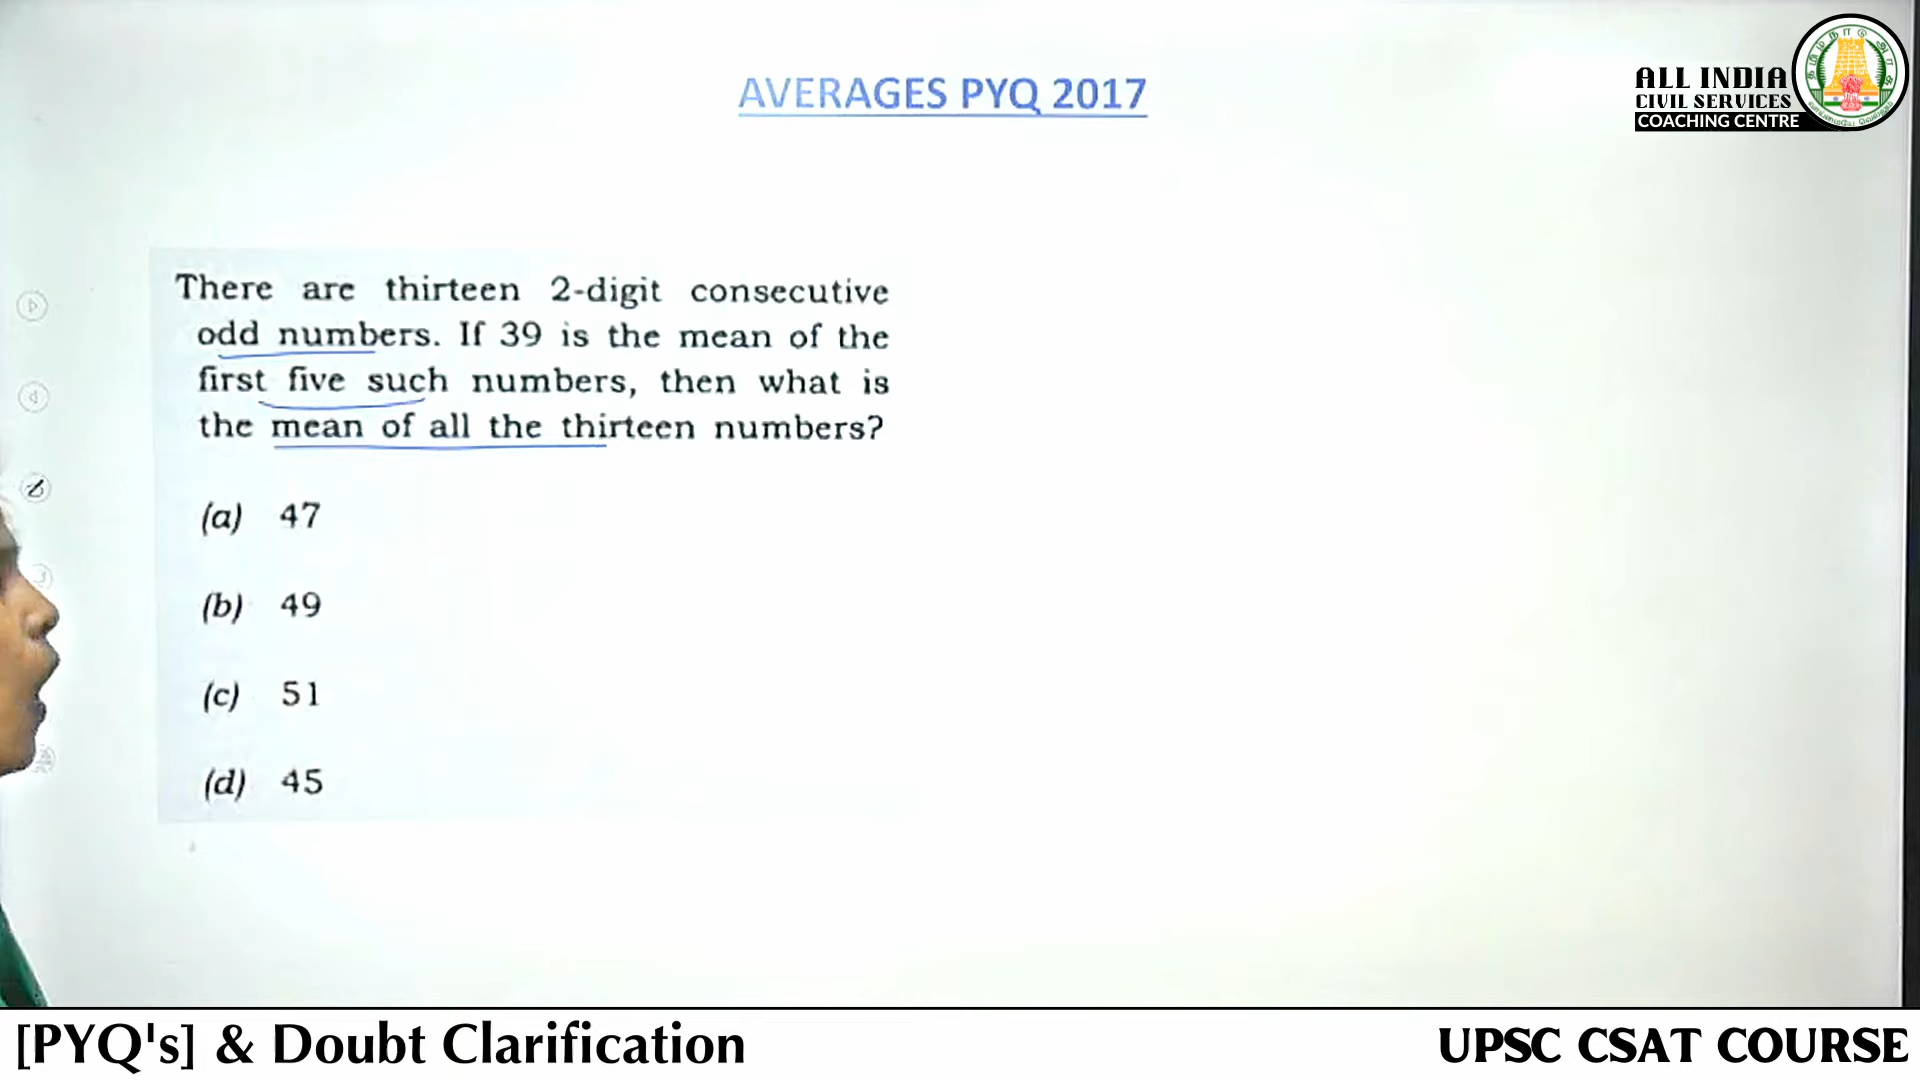 AVERAGES PYQ 2017
ALL INDIA
CIVIL SERVICES
COACHING CENTRE
There are thirteen 2-digit consecutive
odd numbers. If 39 is the mean of the
first five such numbers, then what is
the mean of all the thirteen numbers?
(a) 47
(b) 49
(c) 51
(d) 45
[PYQ's] & Doubt Clarification
UPSC CSAT COURSE